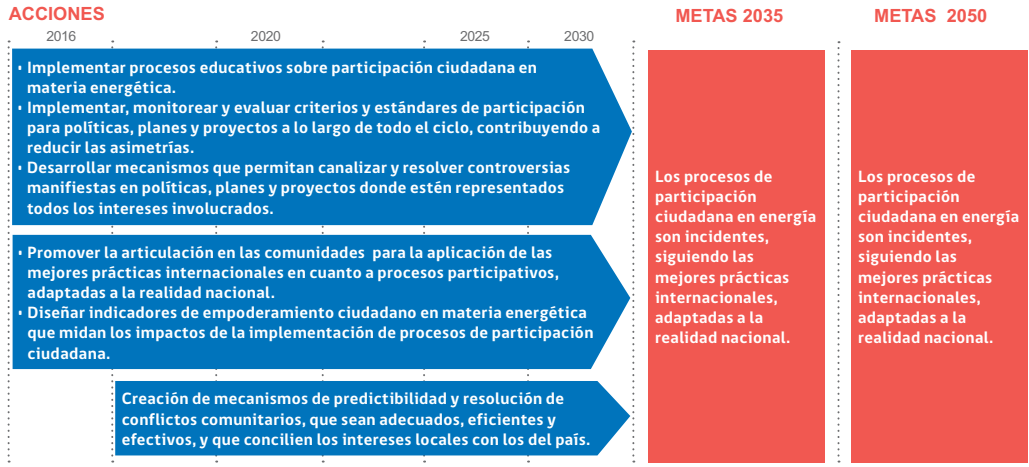 ACCIONES
METAS 2035
METAS 2050
2016
2020
2025
2030
• Implementar procesos educativos sobre participación ciudadana en
materia energética.
• Implementar, monitorear y evaluar criterios y estándares de participación
para políticas, planes y proyectos a lo largo de todo el ciclo, contribuyendo a
reducir las asimetrías.
• Desarrollar mecanismos que permitan canalizar y resolver controversias
manifiestas en políticas, planes y proyectos donde estén representados
todos los intereses involucrados.
• Promover la articulación en las comunidades para la aplicación de las
mejores prácticas internacionales en cuanto a procesos participativos,
adaptadas a la realidad nacional.
• Diseñar indicadores de empoderamiento ciudadano en materia energética
que midan los impactos de la implementación de procesos de participación
ciudadana.
Creación de mecanismos de predictibilidad y resolución de
conflictos comunitarios, que sean adecuados, eficientes y
efectivos, y que concilien los intereses locales con los del país.
Los procesos de
participación
ciudadana en energía
son incidentes,
siguiendo las
mejores prácticas
internacionales,
adaptadas a la
realidad nacional.
Los procesos de
participación
ciudadana en energía
son incidentes,
siguiendo las
mejores prácticas
internacionales,
adaptadas a la
realidad nacional.